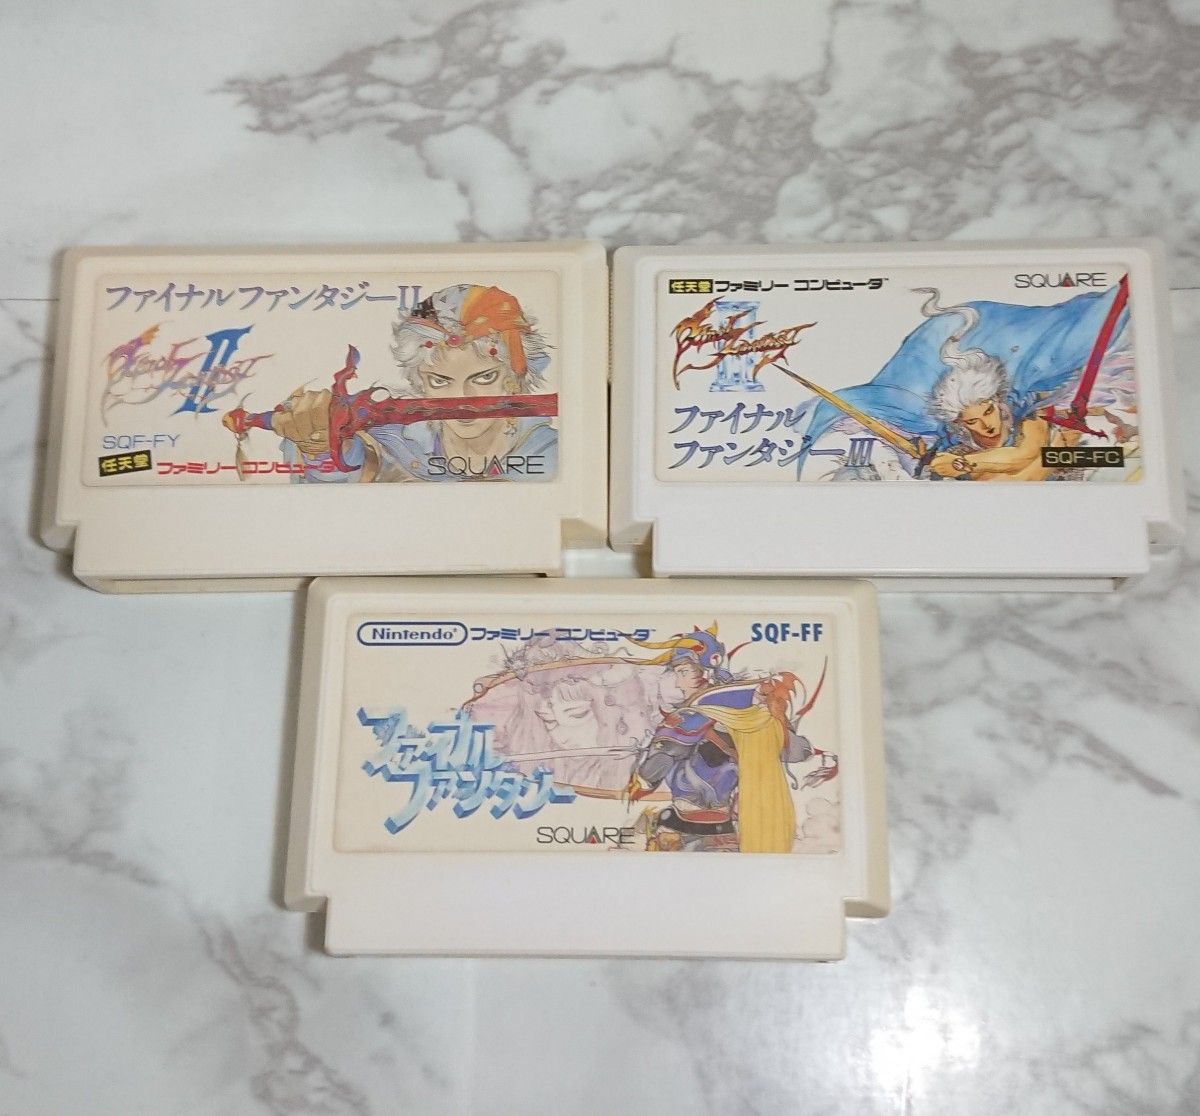 ファイナルファンタジーII
FINAL FANTASY
II
SQF-FY
任天堂 ファミリーコンピュータ
SQUARE
任天堂 ファミリー コンピュータ™
SQUARE
FINAL FANTASY
III
ファイナル
ファンタジーIII
SQF-FC
Nintendo® ファミリー コンピュータ™
SQF-FF
ファイナル
ファンタジー
SQUARE